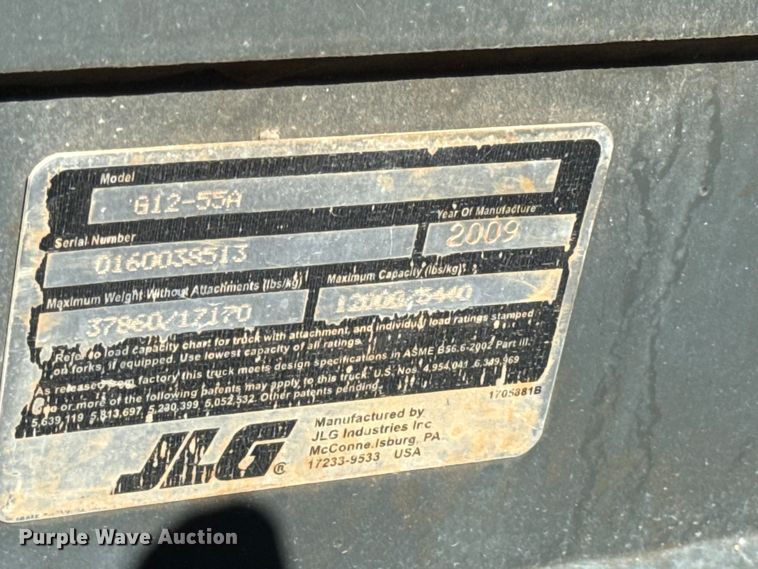 Model
G12-55A
Serial Number
0160038513
Year Of Manufacture
2009
Maximum Weight Without Attachments (lbs/kg)
37860/17170
Maximum Capacity (lbs/kg)
12000/5440
Refer to load capacity chart for truck with attachment, and individual load ratings stamped
on forks, if equipped. Use lowest capacity of all ratings.
As released from factory this truck meets design specifications in ASME B56.6-2002 Part III.
One or more of the following patents may apply to this truck: U.S. Nos. 4,954,041 6,349,969
5,639,119 5,813,697 5,230,399 5,052,532. Other patents pending.
1705881B
JLG®
Manufactured by
JLG Industries Inc
McConnellsburg, PA.
17233-9533 USA
Purple Wave Auction